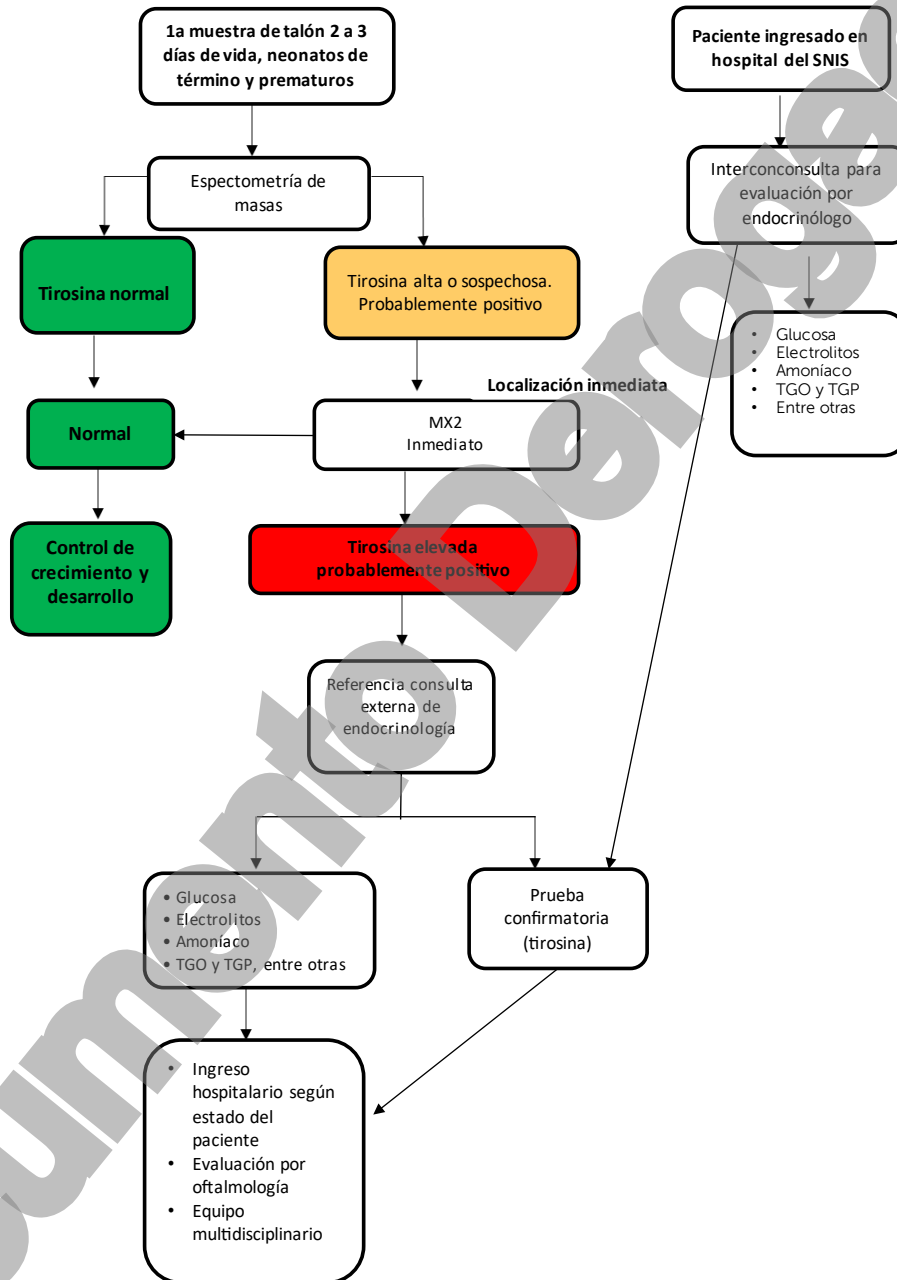 1a muestra de talón 2 a 3
días de vida, neonatos de
término y prematuros
Paciente ingresado en
hospital del SNIS
Espectometría de
masas
Interconconsulta para
evaluación por
endocrinólogo
Tirosina normal
Tirosina alta o sospechosa.
Probablemente positivo
• Glucosa
• Electrolitos
• Amoníaco
• TGO y TGP
• Entre otras
Localización inmediata
Normal
MX2
Inmediato
Control de
crecimiento y
desarrollo
Tirosina elevada
probablemente positivo
Referencia consulta
externa de
endocrinología
• Glucosa
• Electrolitos
• Amoníaco
• TGO y TGP, entre otras
Prueba
confirmatoria
(tirosina)
• Ingreso
hospitalario según
estado del
paciente
• Evaluación por
oftalmología
• Equipo
multidisciplinario
umento Deroga